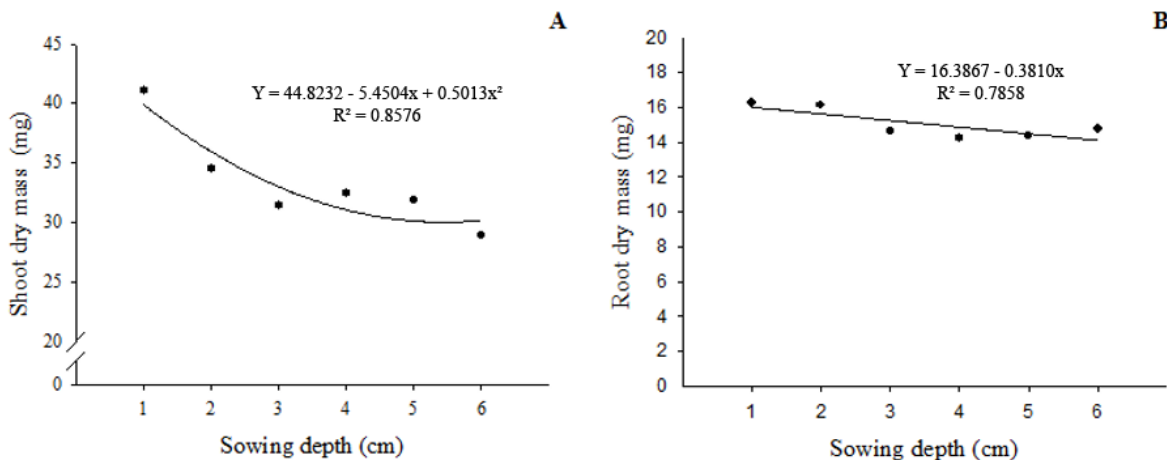 A
45
40
35
30
25
20
0
Shoot dry mass (mg)
Y = 44.8232 - 5.4504x + 0.5013x²
R² = 0.8576
1 2 3 4 5 6
Sowing depth (cm)
B
20
18
16
14
12
10
8
6
4
2
0
Root dry mass (mg)
Y = 16.3867 - 0.3810x
R² = 0.7858
1 2 3 4 5 6
Sowing depth (cm)